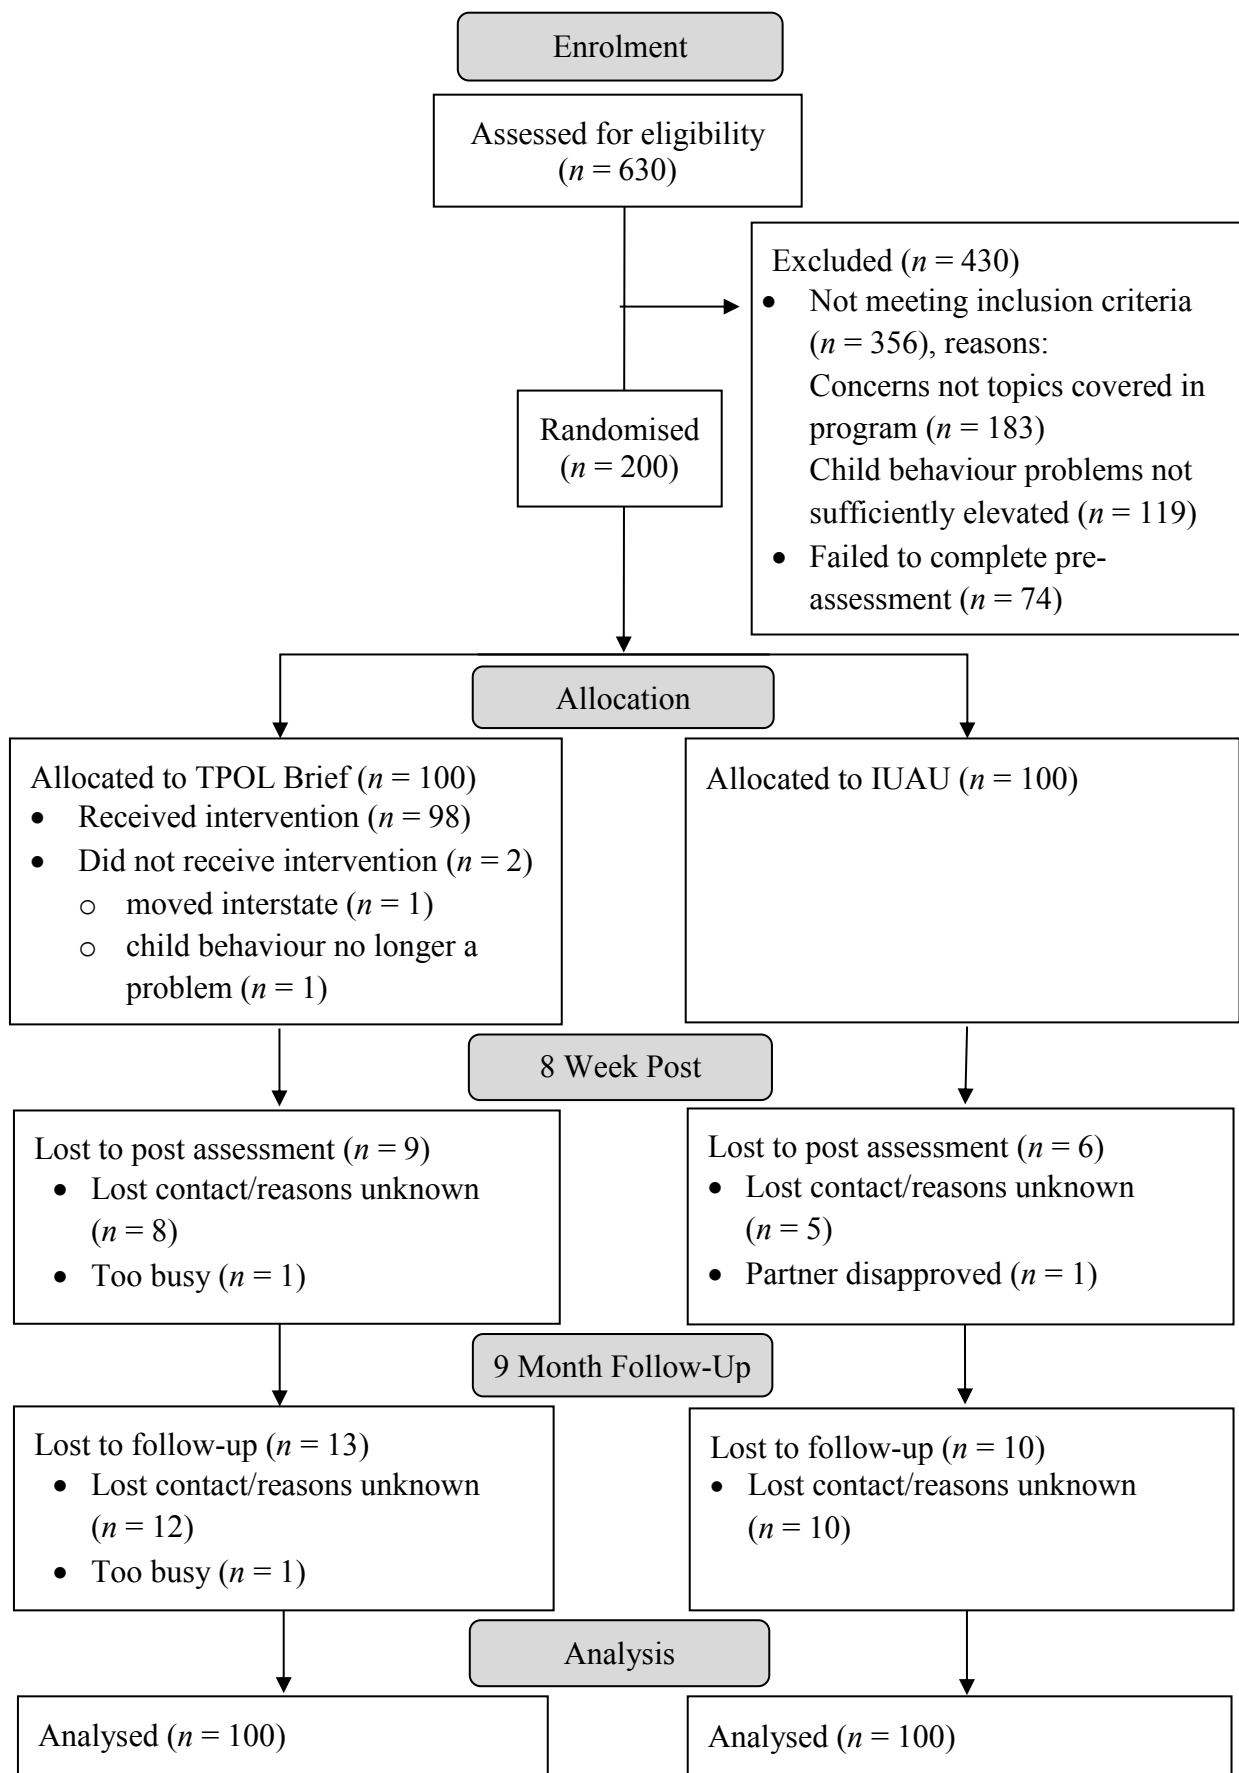 Enrolment
Assessed for eligibility
(n = 630)
Excluded (n = 430)
• Not meeting inclusion criteria
(n = 356), reasons:
Concerns not topics covered in
program (n = 183)
Child behaviour problems not
sufficiently elevated (n = 119)
• Failed to complete pre-
assessment (n = 74)
Randomised
(n = 200)
Allocation
Allocated to TPOL Brief (n = 100)
• Received intervention (n = 98)
• Did not receive intervention (n = 2)
o moved interstate (n = 1)
o child behaviour no longer a
problem (n = 1)
Allocated to IUAU (n = 100)
8 Week Post
Lost to post assessment (n = 9)
• Lost contact/reasons unknown
(n = 8)
• Too busy (n = 1)
Lost to post assessment (n = 6)
• Lost contact/reasons unknown
(n = 5)
• Partner disapproved (n = 1)
9 Month Follow-Up
Lost to follow-up (n = 13)
• Lost contact/reasons unknown
(n = 12)
• Too busy (n = 1)
Lost to follow-up (n = 10)
• Lost contact/reasons unknown
(n = 10)
Analysis
Analysed (n = 100)
Analysed (n = 100)